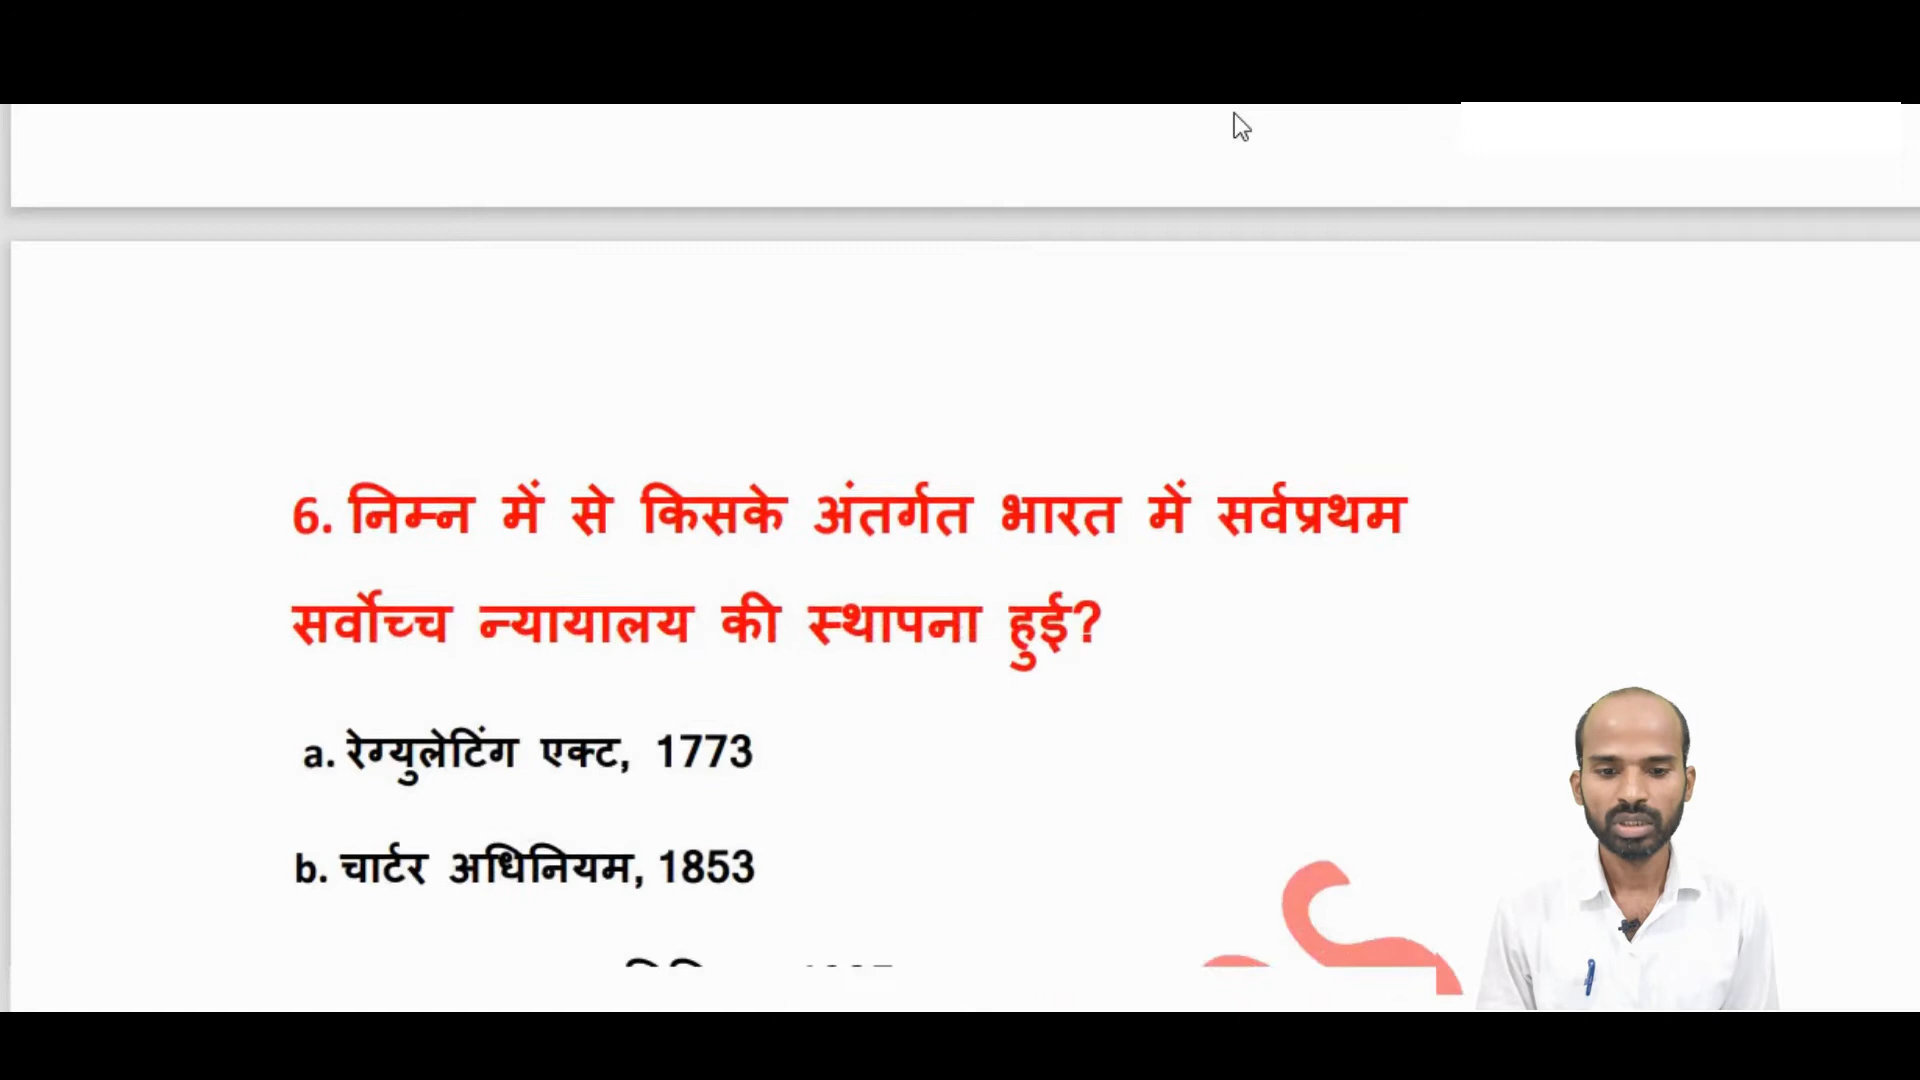 6. निम्न में से किसके अंतर्गत भारत में सर्वप्रथम
सर्वोच्च न्यायालय की स्थापना हुई?
a. रेग्युलेटिंग एक्ट, 1773
b. चार्टर अधिनियम, 1853